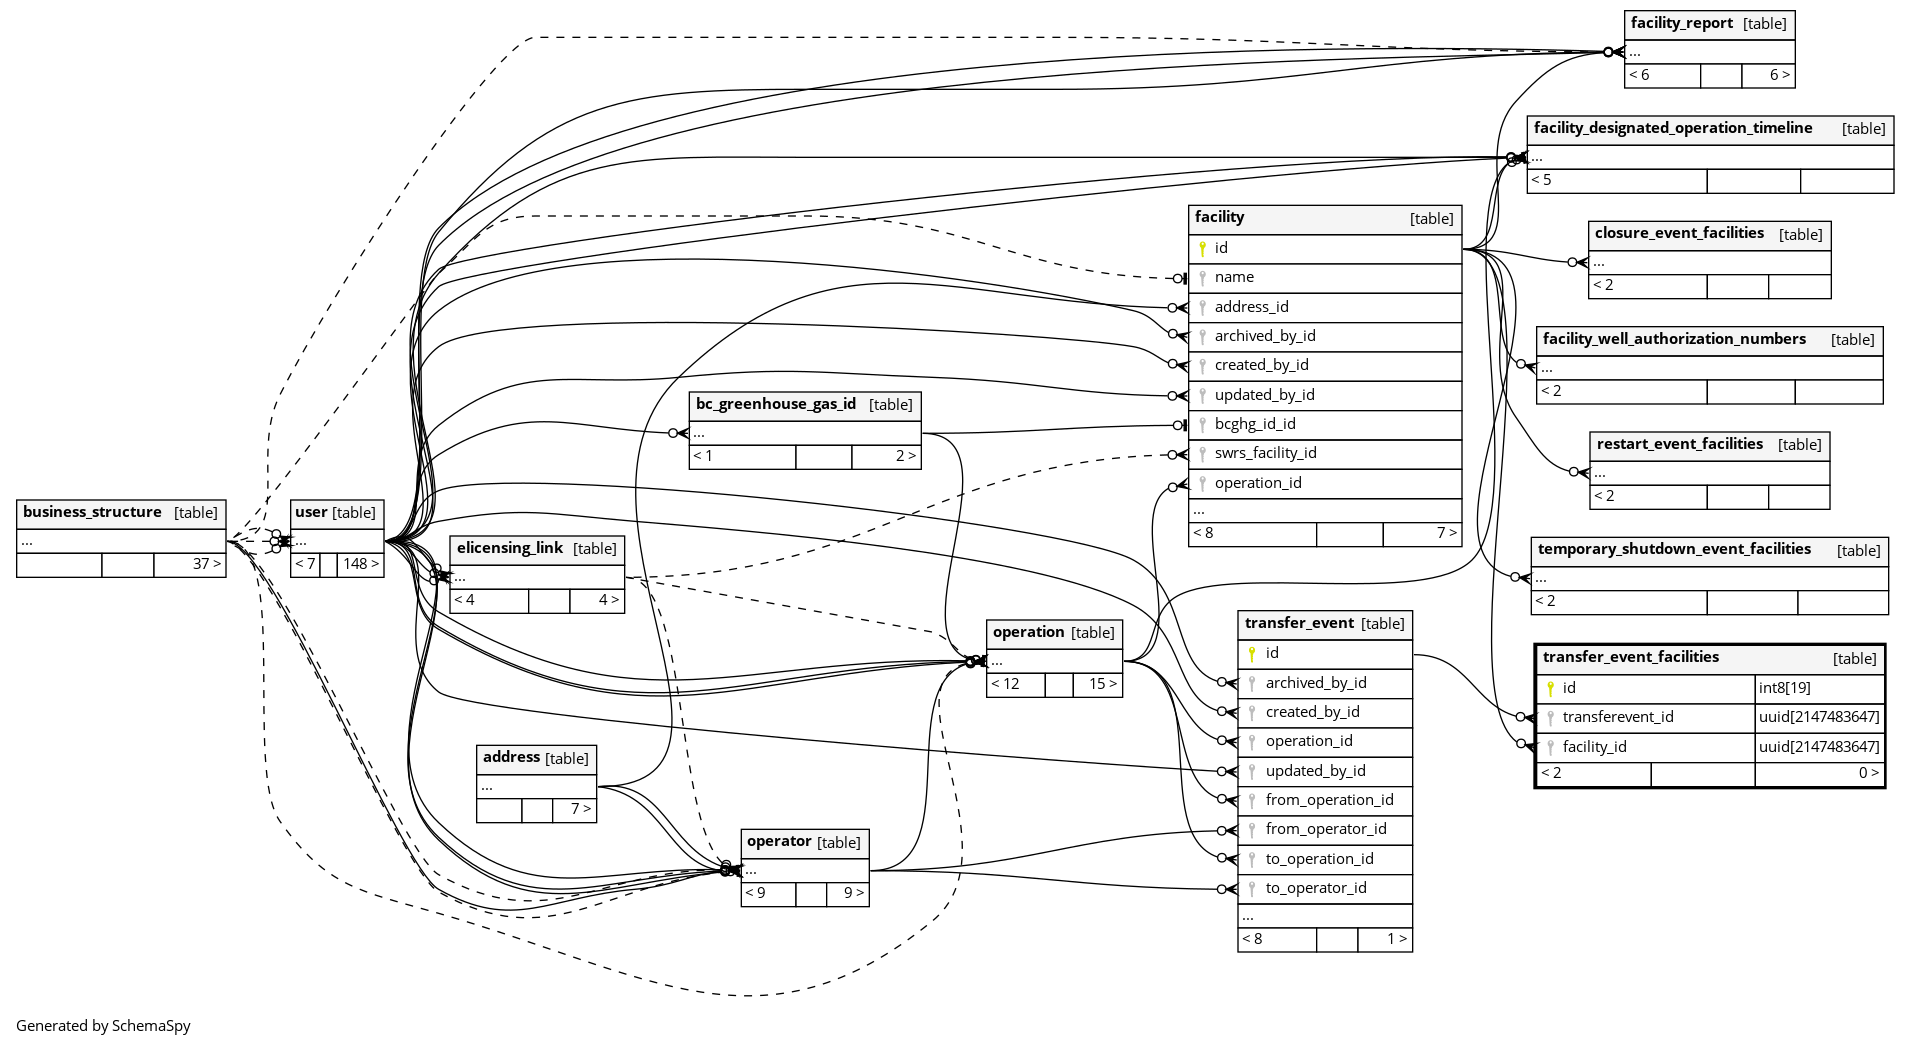 facility_report [table]
...
< 6 6 >
facility_designated_operation_timeline [table]
...
< 5
facility [table]
id
name
address_id
archived_by_id
created_by_id
updated_by_id
bcghg_id_id
swrs_facility_id
operation_id
...
< 8 7 >
closure_event_facilities [table]
...
< 2
facility_well_authorization_numbers [table]
...
< 2
bc_greenhouse_gas_id [table]
...
< 1 2 >
restart_event_facilities [table]
...
< 2
business_structure [table]
...
37 >
user [table]
...
< 7 148 >
elicensing_link [table]
...
< 4 4 >
temporary_shutdown_event_facilities [table]
...
< 2
operation [table]
...
< 12 15 >
transfer_event [table]
id
archived_by_id
created_by_id
operation_id
updated_by_id
from_operation_id
from_operator_id
to_operation_id
to_operator_id
...
< 8 1 >
transfer_event_facilities [table]
id int8[19]
transferevent_id uuid[2147483647]
facility_id uuid[2147483647]
< 2 0 >
address [table]
...
7 >
operator [table]
...
< 9 9 >
Generated by SchemaSpy